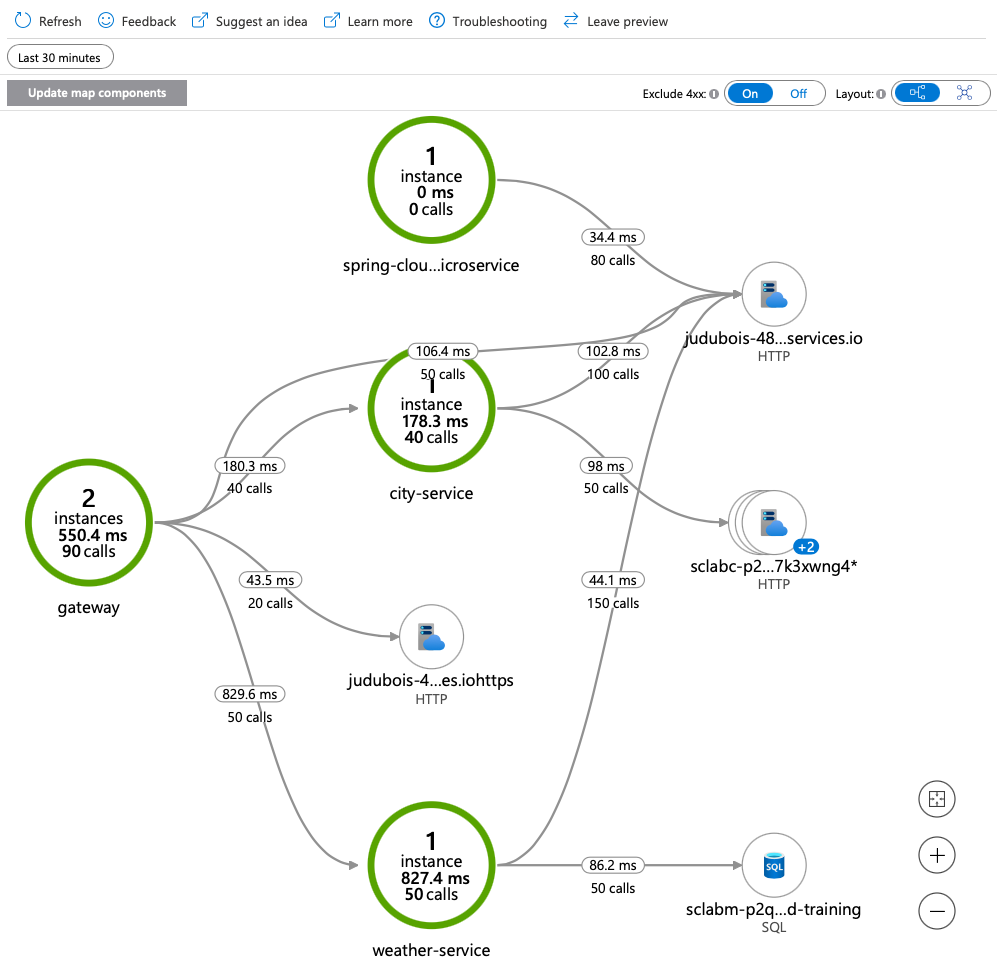 Refresh Feedback Suggest an idea Learn more Troubleshooting Leave preview
Last 30 minutes
Update map components
Exclude 4xx: On Off Layout:
1
instance
0 ms
0 calls
spring-clou...icroservice
34.4 ms
80 calls
judubois-48...services.io
HTTP
106.4 ms
50 calls
102.8 ms
100 calls
1
instance
178.3 ms
40 calls
city-service
180.3 ms
40 calls
98 ms
50 calls
2
instances
550.4 ms
90 calls
gateway
+2
sclabc-p2...7k3xwng4*
HTTP
43.5 ms
20 calls
44.1 ms
150 calls
judubois-4...es.iohttps
HTTP
829.6 ms
50 calls
1
instance
827.4 ms
50 calls
weather-service
86.2 ms
50 calls
SQL
sclabm-p2q...d-training
SQL